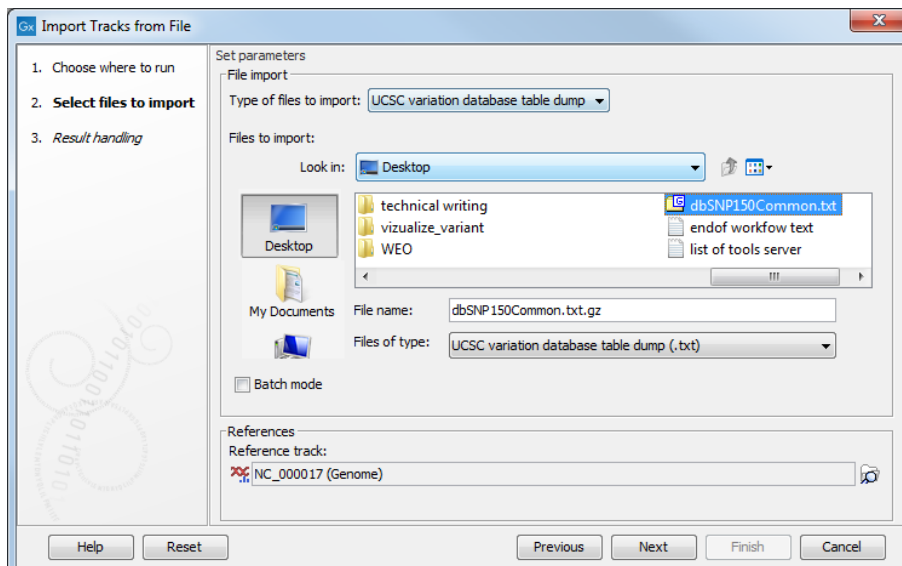 Gx Import Tracks from File
1. Choose where to run
2. Select files to import
3. Result handling
Set parameters
File import
Type of files to import: UCSC variation database table dump
Files to import:
Look in: Desktop
Desktop
My Documents
technical writing
vizualize_variant
WEO
dbSNP150Common.txt
endof workfow text
list of tools server
File name: dbSNP150Common.txt.gz
Files of type: UCSC variation database table dump (.txt)
Batch mode
References
Reference track:
NC_000017 (Genome)
Help Reset Previous Next Finish Cancel